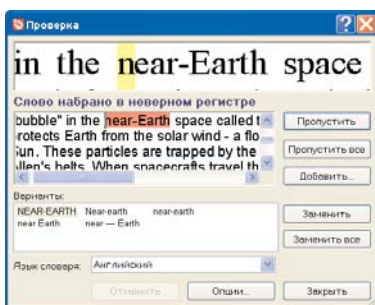 Проверка
in the near-Earth space
Слово набрано в неверном регистре
bubble" in the near-Earth space called t
rotects Earth from the solar wind - a flo
Sun. These particles are trapped by the
llen's belts. When spacecrafts travel th
Пропустить
Пропустить все
Добавить...
Варианты:
NEAR-EARTH Near-earth near-earth
near Earth near — Earth
Заменить
Заменить все
Язык словаря: Английский
Отменить Опции... Закрыть